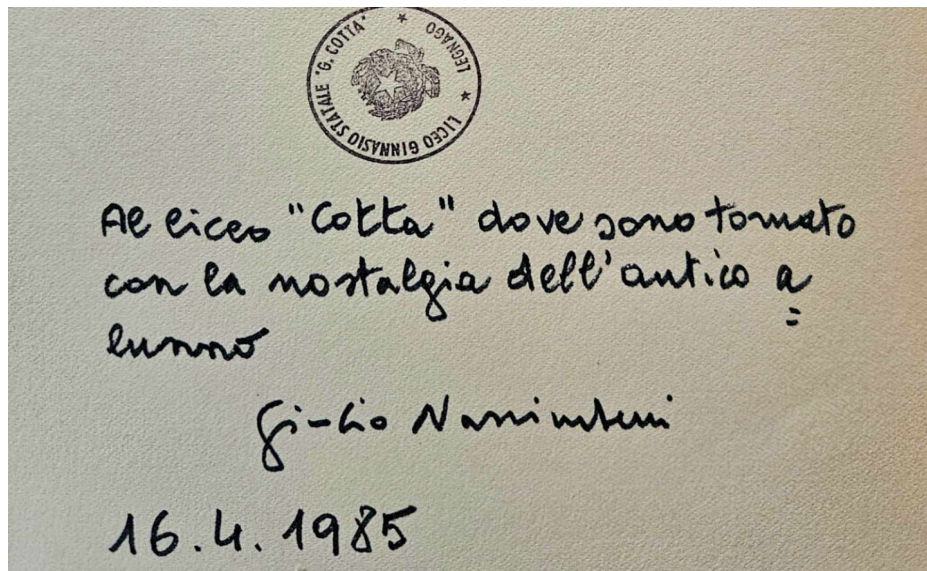 LICEO GINNASIO STATALE "G. COTTA" * LEGNAGO *
Al liceo "Cotta" dove sono tornato
con la nostalgia dell'antico a
lunno
Giulio Nascimbeni
16.4.1985